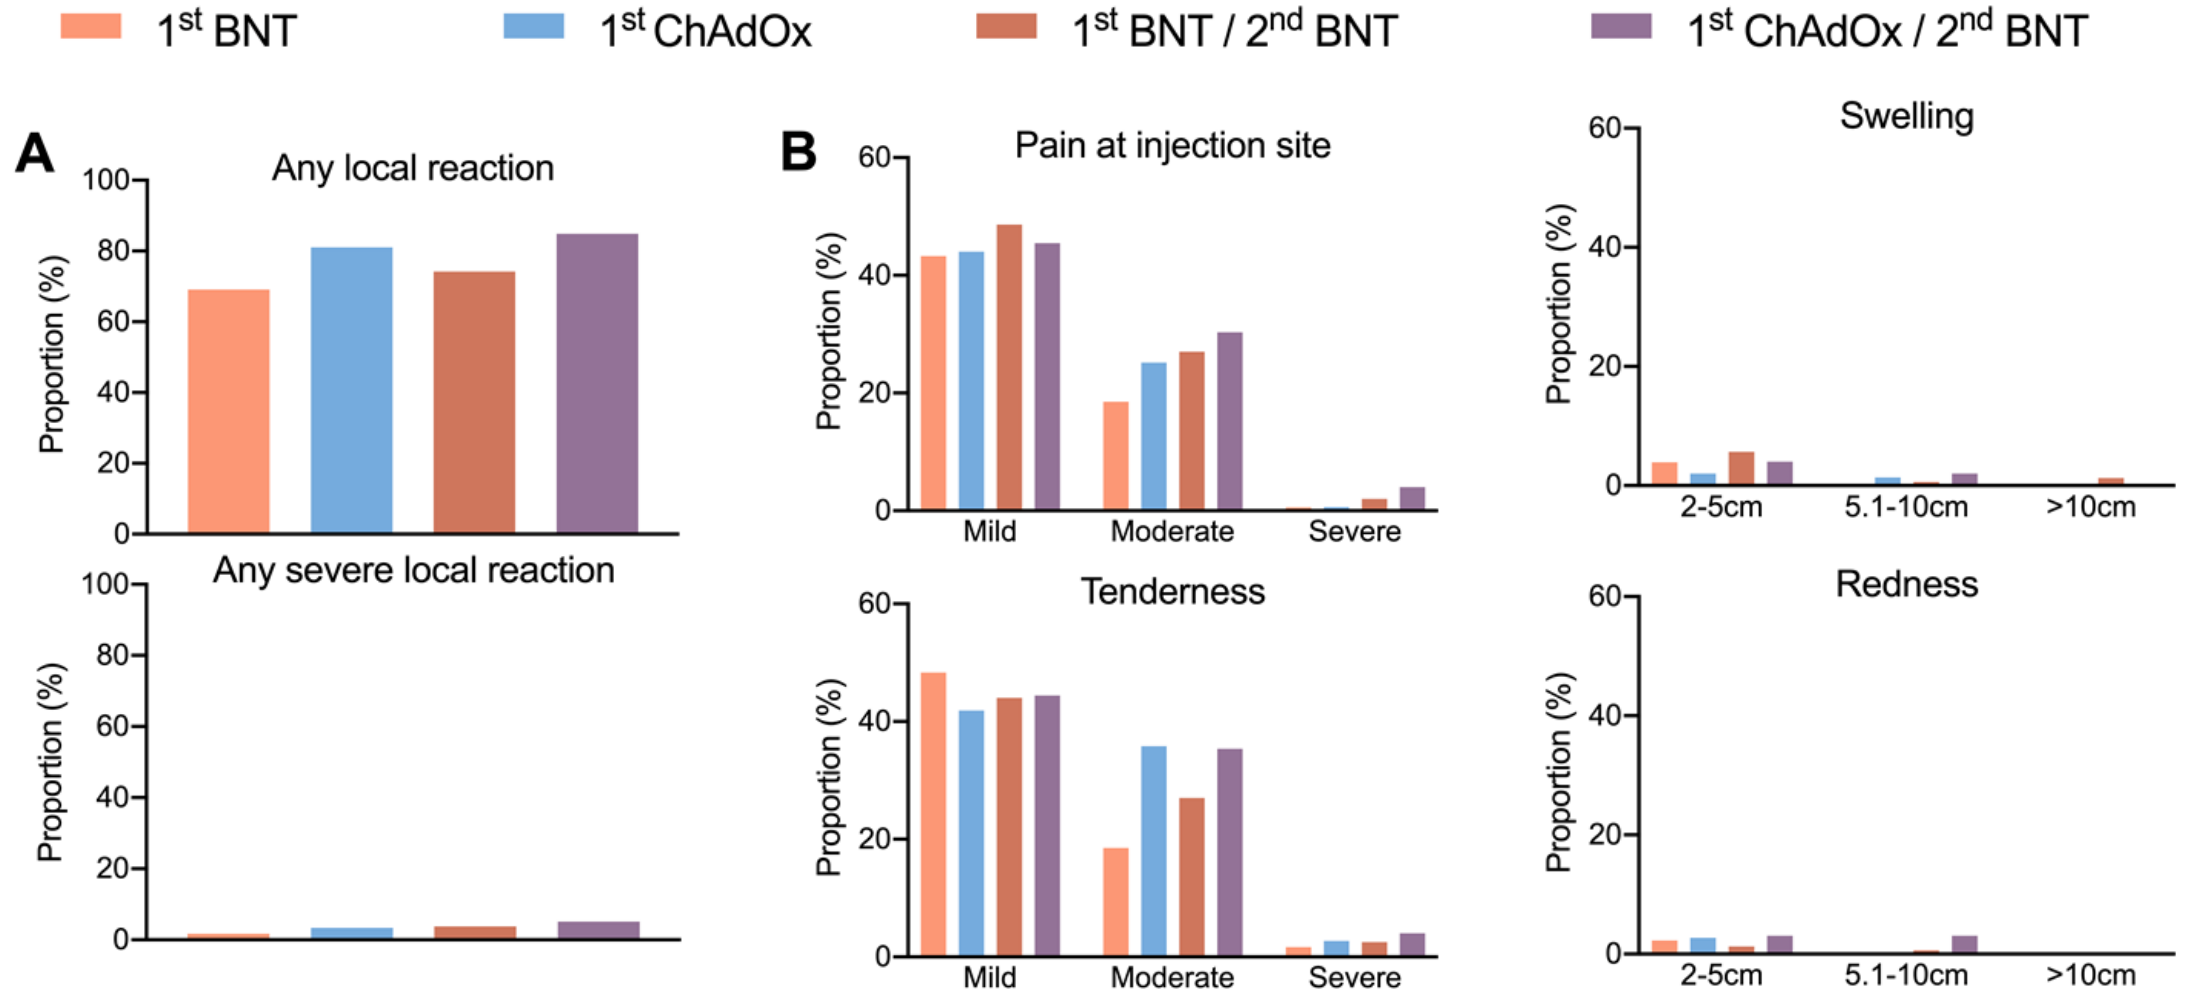 1st BNT
1st ChAdOx
1st BNT / 2nd BNT
1st ChAdOx / 2nd BNT
A
Any local reaction
Proportion (%)
100
80
60
40
20
0
Any severe local reaction
Proportion (%)
100
80
60
40
20
0
B
Pain at injection site
Proportion (%)
60
40
20
0
Mild Moderate Severe
Tenderness
Proportion (%)
60
40
20
0
Mild Moderate Severe
Swelling
Proportion (%)
60
40
20
0
2-5cm 5.1-10cm >10cm
Redness
Proportion (%)
60
40
20
0
2-5cm 5.1-10cm >10cm